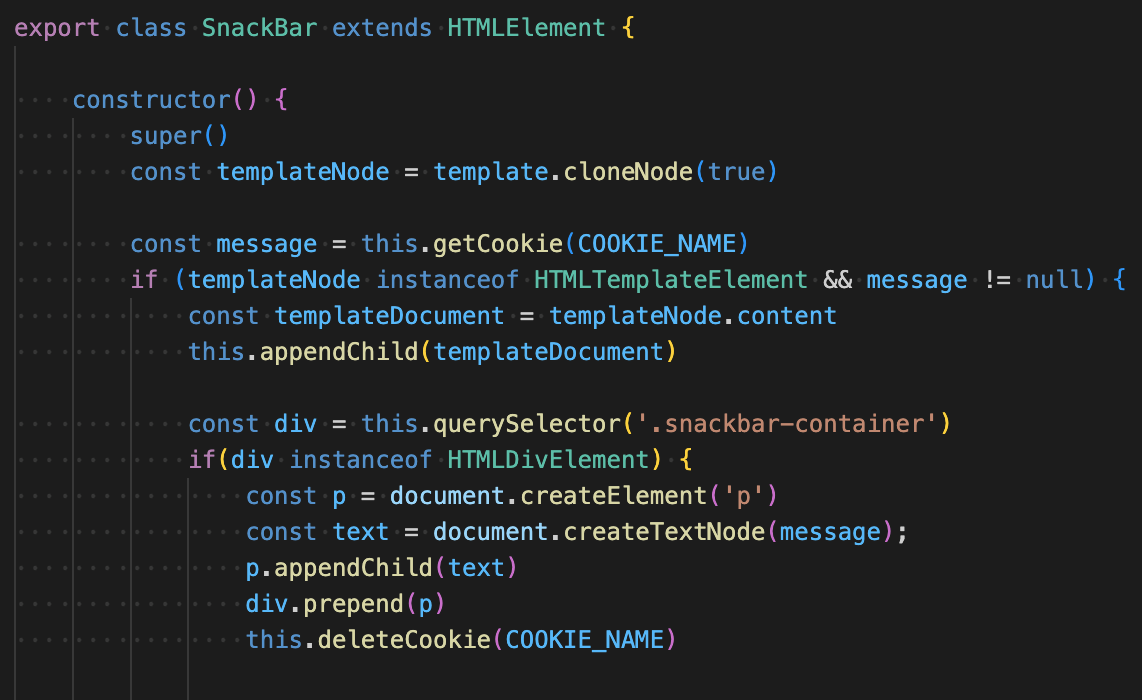 export class SnackBar extends HTMLElement {
constructor() {
super()
const templateNode = template.cloneNode(true)
const message = this.getCookie(COOKIE_NAME)
if (templateNode instanceof HTMLTemplateElement && message != null) {
const templateDocument = templateNode.content
this.appendChild(templateDocument)
const div = this.querySelector('.snackbar-container')
if(div instanceof HTMLDivElement) {
const p = document.createElement('p')
const text = document.createTextNode(message);
p.appendChild(text)
div.prepend(p)
this.deleteCookie(COOKIE_NAME)